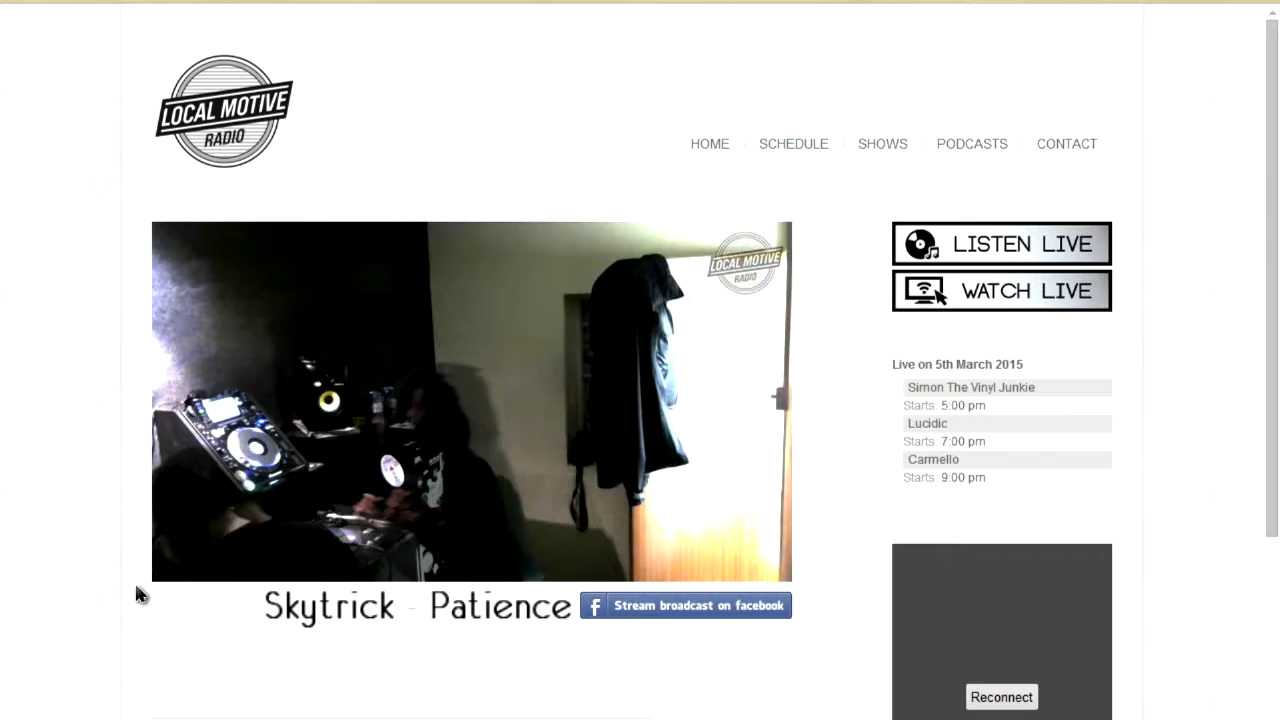 LOCAL MOTIVE
RADIO
HOME
SCHEDULE
SHOWS
PODCASTS
CONTACT
LOCAL MOTIVE
RADIO
LISTEN LIVE
WATCH LIVE
Live on 5th March 2015
Simon The Vinyl Junkie
Starts: 5:00 pm
Lucidic
Starts: 7:00 pm
Carmello
Starts: 9:00 pm
Skytrick - Patience
f Stream broadcast on facebook
Reconnect